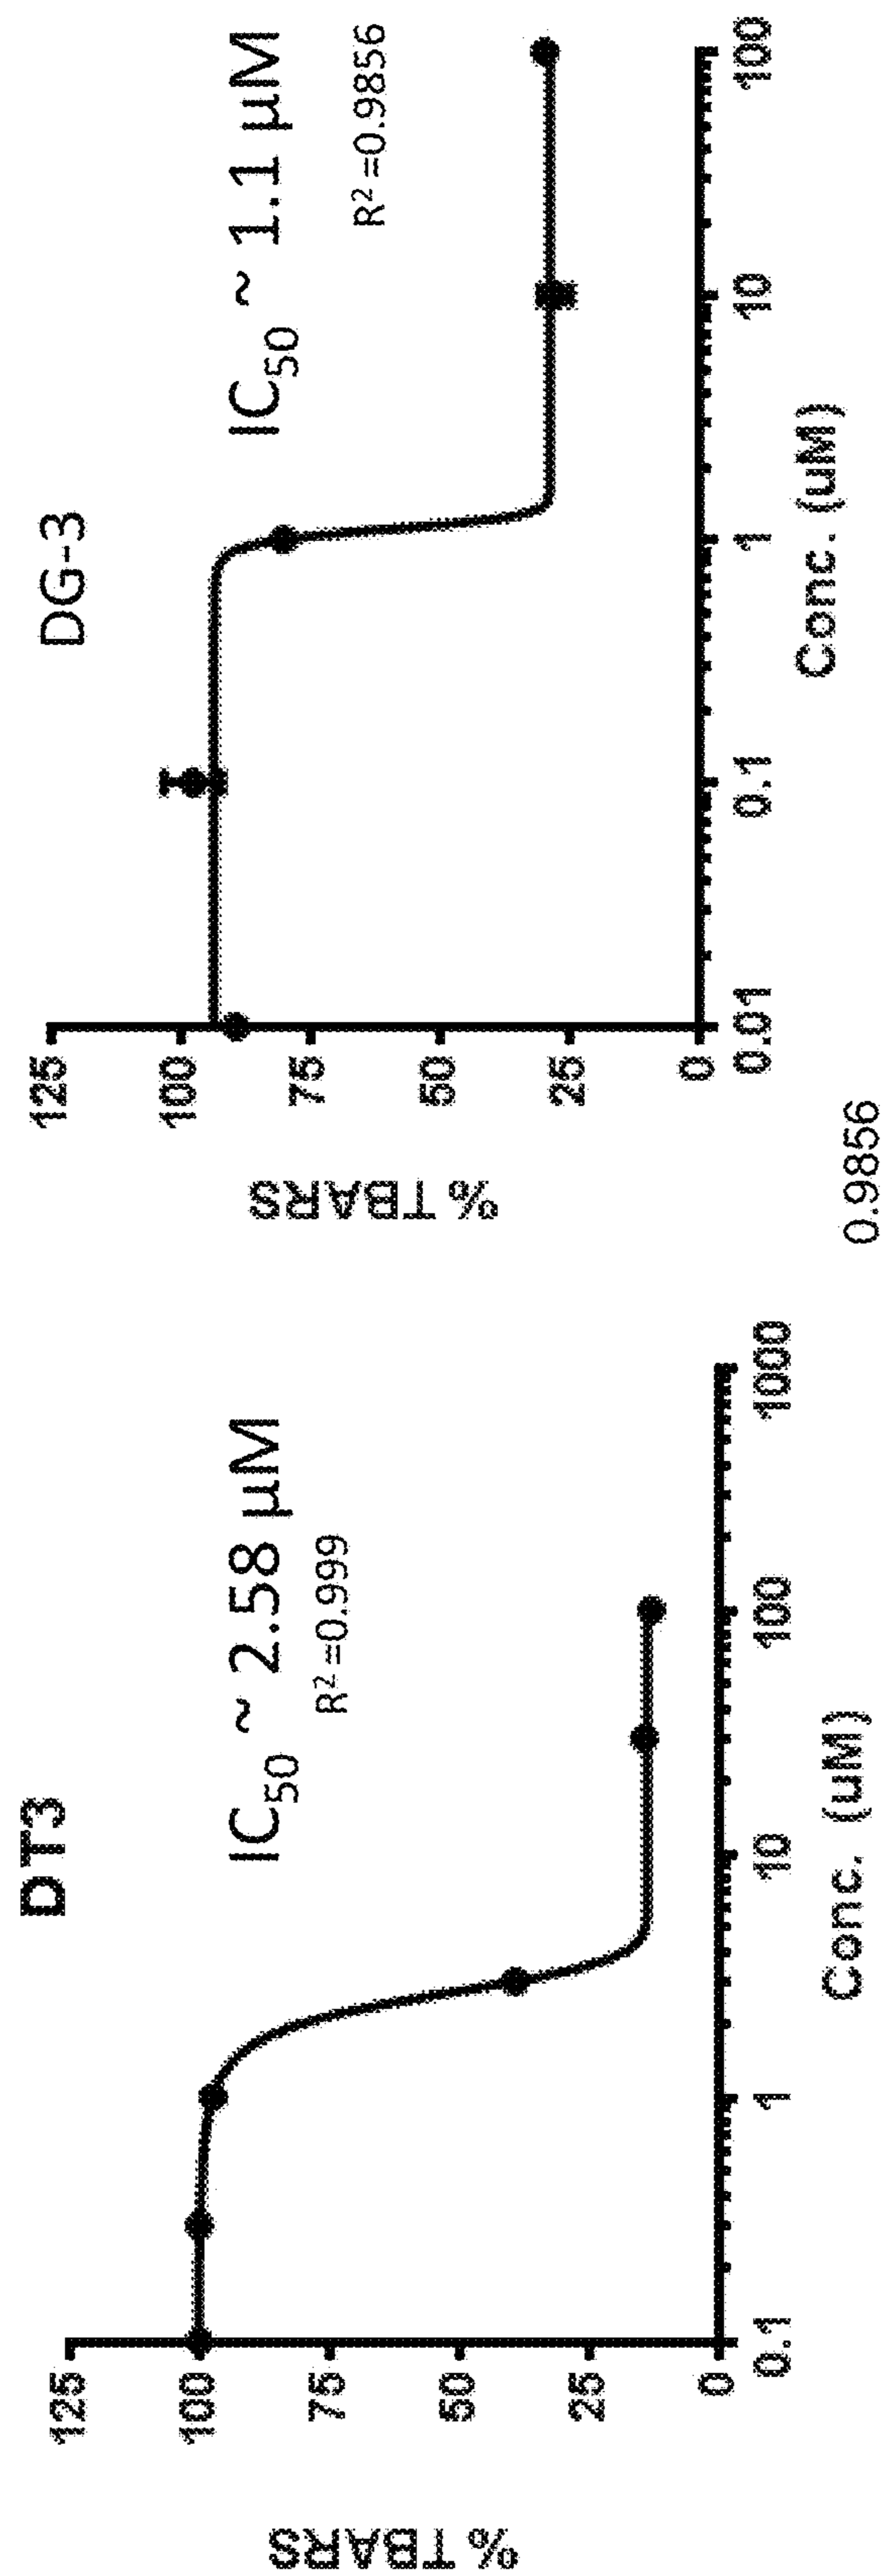 DT3
IC50 ~ 2.58 µM
R² =0.999
% TBARS
125
100
75
50
25
0
0.1
1
10
100
1000
Conc. (uM)
DG-3
IC50 ~ 1.1 µM
R² =0.9856
% TBARS
125
100
75
50
25
0
0.01
0.1
1
10
100
Conc. (uM)
0.9856